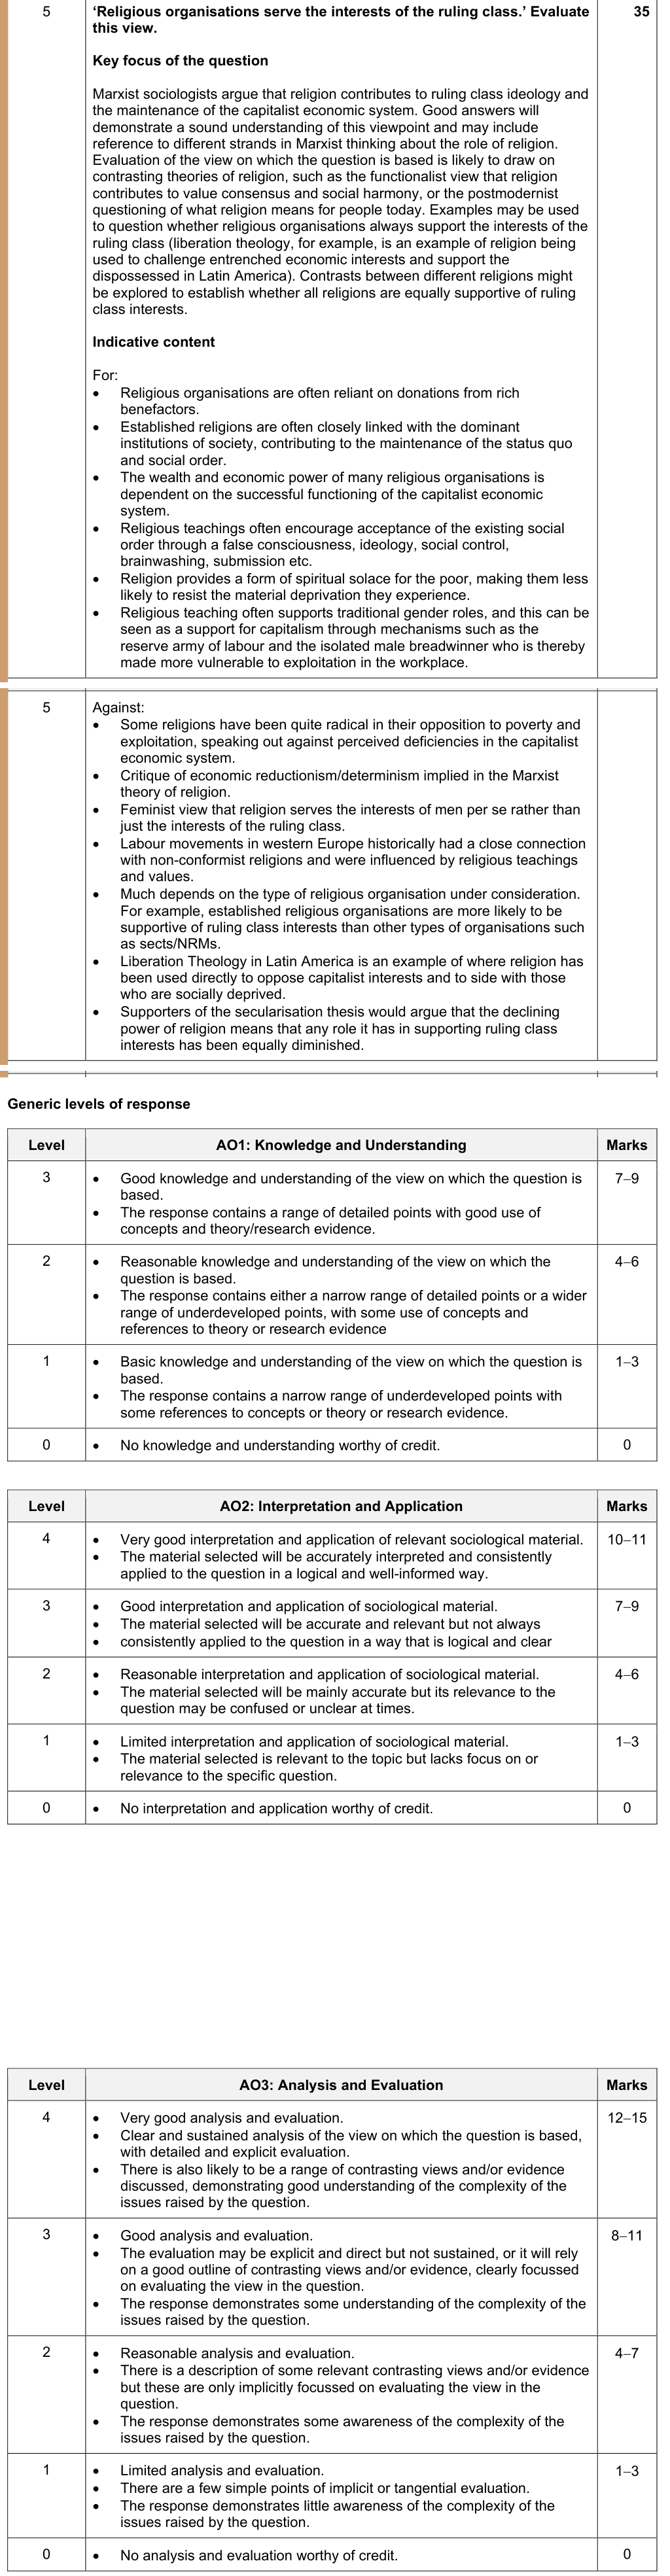 5
‘Religious organisations serve the interests of the ruling class.’ Evaluate
this view.
35
Key focus of the question
Marxist sociologists argue that religion contributes to ruling class ideology and
the maintenance of the capitalist economic system. Good answers will
demonstrate a sound understanding of this viewpoint and may include
reference to different strands in Marxist thinking about the role of religion.
Evaluation of the view on which the question is based is likely to draw on
contrasting theories of religion, such as the functionalist view that religion
contributes to value consensus and social harmony, or the postmodernist
questioning of what religion means for people today. Examples may be used
to question whether religious organisations always support the interests of the
ruling class (liberation theology, for example, is an example of religion being
used to challenge entrenched economic interests and support the
dispossessed in Latin America). Contrasts between different religions might
be explored to establish whether all religions are equally supportive of ruling
class interests.
Indicative content
For:
• Religious organisations are often reliant on donations from rich
benefactors.
• Established religions are often closely linked with the dominant
institutions of society, contributing to the maintenance of the status quo
and social order.
• The wealth and economic power of many religious organisations is
dependent on the successful functioning of the capitalist economic
system.
• Religious teachings often encourage acceptance of the existing social
order through a false consciousness, ideology, social control,
brainwashing, submission etc.
• Religion provides a form of spiritual solace for the poor, making them less
likely to resist the material deprivation they experience.
• Religious teaching often supports traditional gender roles, and this can be
seen as a support for capitalism through mechanisms such as the
reserve army of labour and the isolated male breadwinner who is thereby
made more vulnerable to exploitation in the workplace.
5
Against:
• Some religions have been quite radical in their opposition to poverty and
exploitation, speaking out against perceived deficiencies in the capitalist
economic system.
• Critique of economic reductionism/determinism implied in the Marxist
theory of religion.
• Feminist view that religion serves the interests of men per se rather than
just the interests of the ruling class.
• Labour movements in western Europe historically had a close connection
with non-conformist religions and were influenced by religious teachings
and values.
• Much depends on the type of religious organisation under consideration.
For example, established religious organisations are more likely to be
supportive of ruling class interests than other types of organisations such
as sects/NRMs.
• Liberation Theology in Latin America is an example of where religion has
been used directly to oppose capitalist interests and to side with those
who are socially deprived.
• Supporters of the secularisation thesis would argue that the declining
power of religion means that any role it has in supporting ruling class
interests has been equally diminished.
Generic levels of response
Level AO1: Knowledge and Understanding Marks
3 • Good knowledge and understanding of the view on which the question is 7–9
based.
• The response contains a range of detailed points with good use of
concepts and theory/research evidence.
2 • Reasonable knowledge and understanding of the view on which the 4–6
question is based.
• The response contains either a narrow range of detailed points or a wider
range of underdeveloped points, with some use of concepts and
references to theory or research evidence
1 • Basic knowledge and understanding of the view on which the question is 1–3
based.
• The response contains a narrow range of underdeveloped points with
some references to concepts or theory or research evidence.
0 • No knowledge and understanding worthy of credit. 0
Level AO2: Interpretation and Application Marks
4 • Very good interpretation and application of relevant sociological material. 10–11
• The material selected will be accurately interpreted and consistently
applied to the question in a logical and well-informed way.
3 • Good interpretation and application of sociological material. 7–9
• The material selected will be accurate and relevant but not always
• consistently applied to the question in a way that is logical and clear
2 • Reasonable interpretation and application of sociological material. 4–6
• The material selected will be mainly accurate but its relevance to the
question may be confused or unclear at times.
1 • Limited interpretation and application of sociological material. 1–3
• The material selected is relevant to the topic but lacks focus on or
relevance to the specific question.
0 • No interpretation and application worthy of credit. 0
Level AO3: Analysis and Evaluation Marks
4 • Very good analysis and evaluation. 12–15
• Clear and sustained analysis of the view on which the question is based,
with detailed and explicit evaluation.
• There is also likely to be a range of contrasting views and/or evidence
discussed, demonstrating good understanding of the complexity of the
issues raised by the question.
3 • Good analysis and evaluation. 8–11
• The evaluation may be explicit and direct but not sustained, or it will rely
on a good outline of contrasting views and/or evidence, clearly focussed
on evaluating the view in the question.
• The response demonstrates some understanding of the complexity of the
issues raised by the question.
2 • Reasonable analysis and evaluation. 4–7
• There is a description of some relevant contrasting views and/or evidence
but these are only implicitly focussed on evaluating the view in the
question.
• The response demonstrates some awareness of the complexity of the
issues raised by the question.
1 • Limited analysis and evaluation. 1–3
• There are a few simple points of implicit or tangential evaluation.
• The response demonstrates little awareness of the complexity of the
issues raised by the question.
0 • No analysis and evaluation worthy of credit. 0